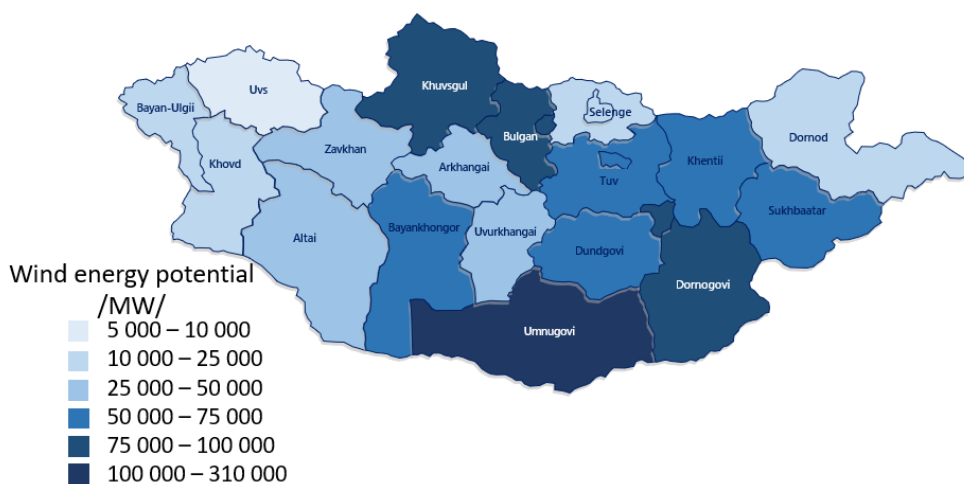 Khuvsgul
Uvs
Bayan-Ulgii
Selenge
Bulgan
Dornod
Zavkhan
Khovd
Arkhangai
Khentii
Tuv
Sukhbaatar
Altai
Bayankhongor
Uvurkhangai
Dundgovi
Dornogovi
Umnugovi
Wind energy potential
/MW/
5 000 – 10 000
10 000 – 25 000
25 000 – 50 000
50 000 – 75 000
75 000 – 100 000
100 000 – 310 000